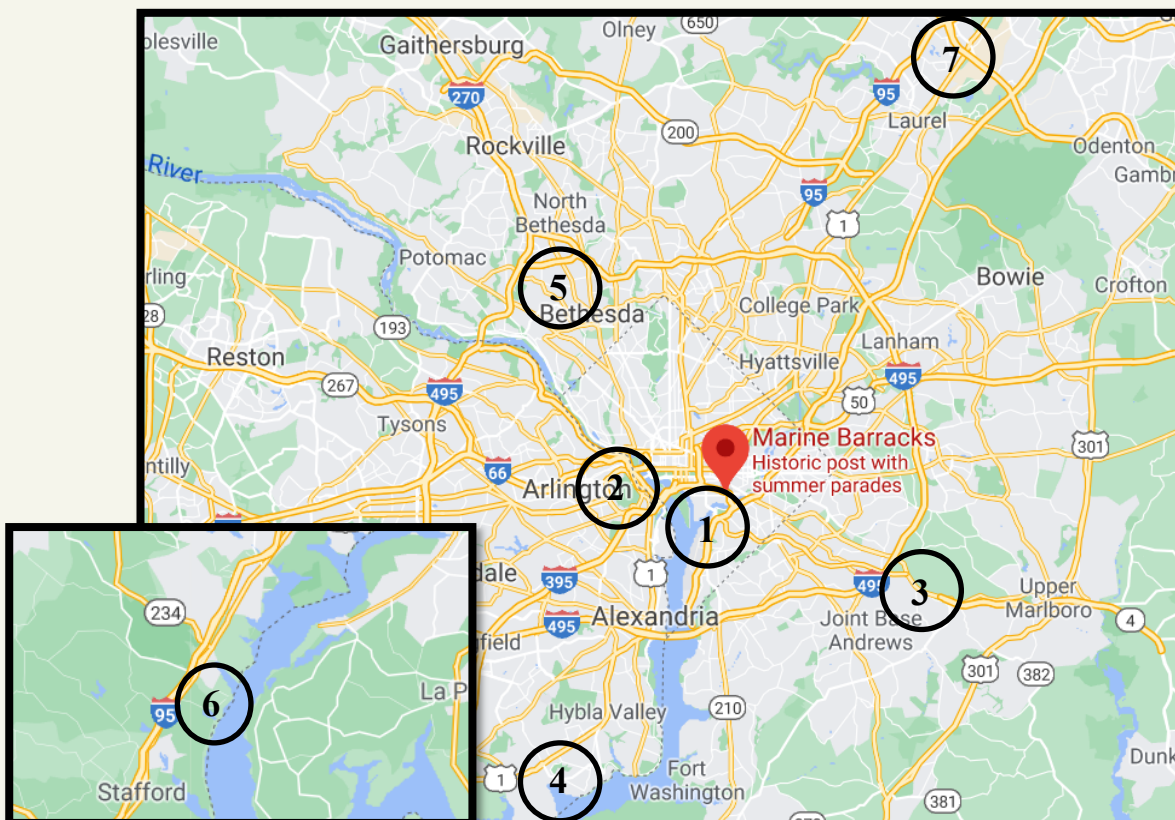 olesville
Gaithersburg
Olney
650
7
270
95
Laurel
200
Rockville
Odenton
Gambr
River
95
North
Bethesda
1
Potomac
rling
Bowie
5
Crofton
28
193
Bethesda
College Park
Reston
Lanham
Hyattsville
267
495
495
50
Tysons
Marine Barracks
Historic post with
summer parades
301
ntilly
66
Arlington
2
1
dale
395
1
495
3
Upper
Marlboro
Alexandria
Joint Base
Andrews
4
495
gfield
234
301
382
La P
6
95
Hybla Valley
210
Stafford
1
4
Fort
Washington
Dunk
381